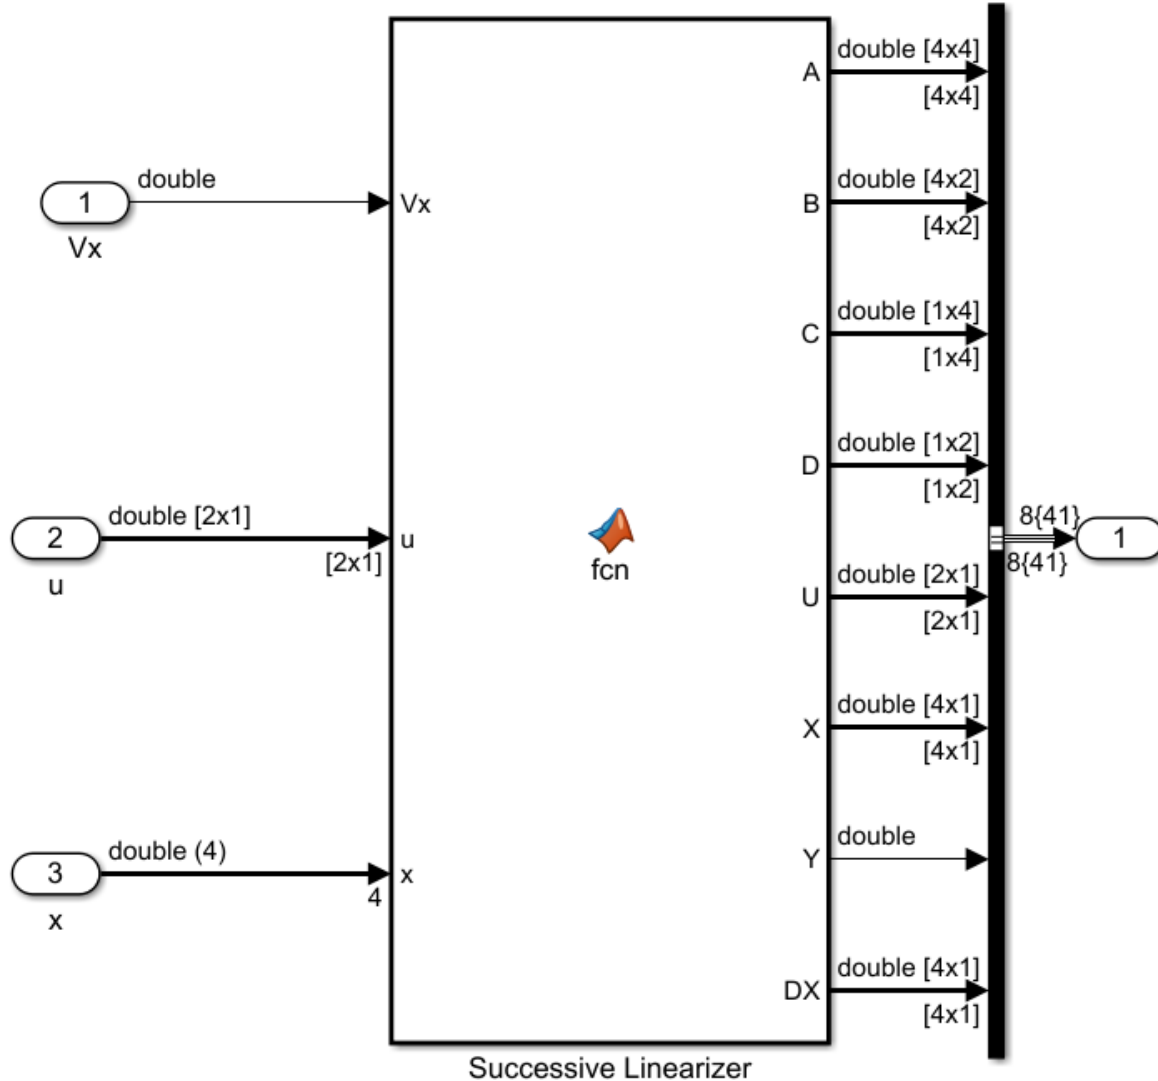 double [4x4]
A
[4x4]
double
double [4x2]
1
Vx
B
Vx
[4x2]
double [1x4]
C
[1x4]
double [1x2]
D
[1x2]
double [2x1]
8{41}
2
u
1
[2x1]
8{41}
u
fcn
double [2x1]
U
[2x1]
double [4x1]
X
[4x1]
double
double (4)
Y
3
x
4
x
double [4x1]
DX
[4x1]
Successive Linearizer